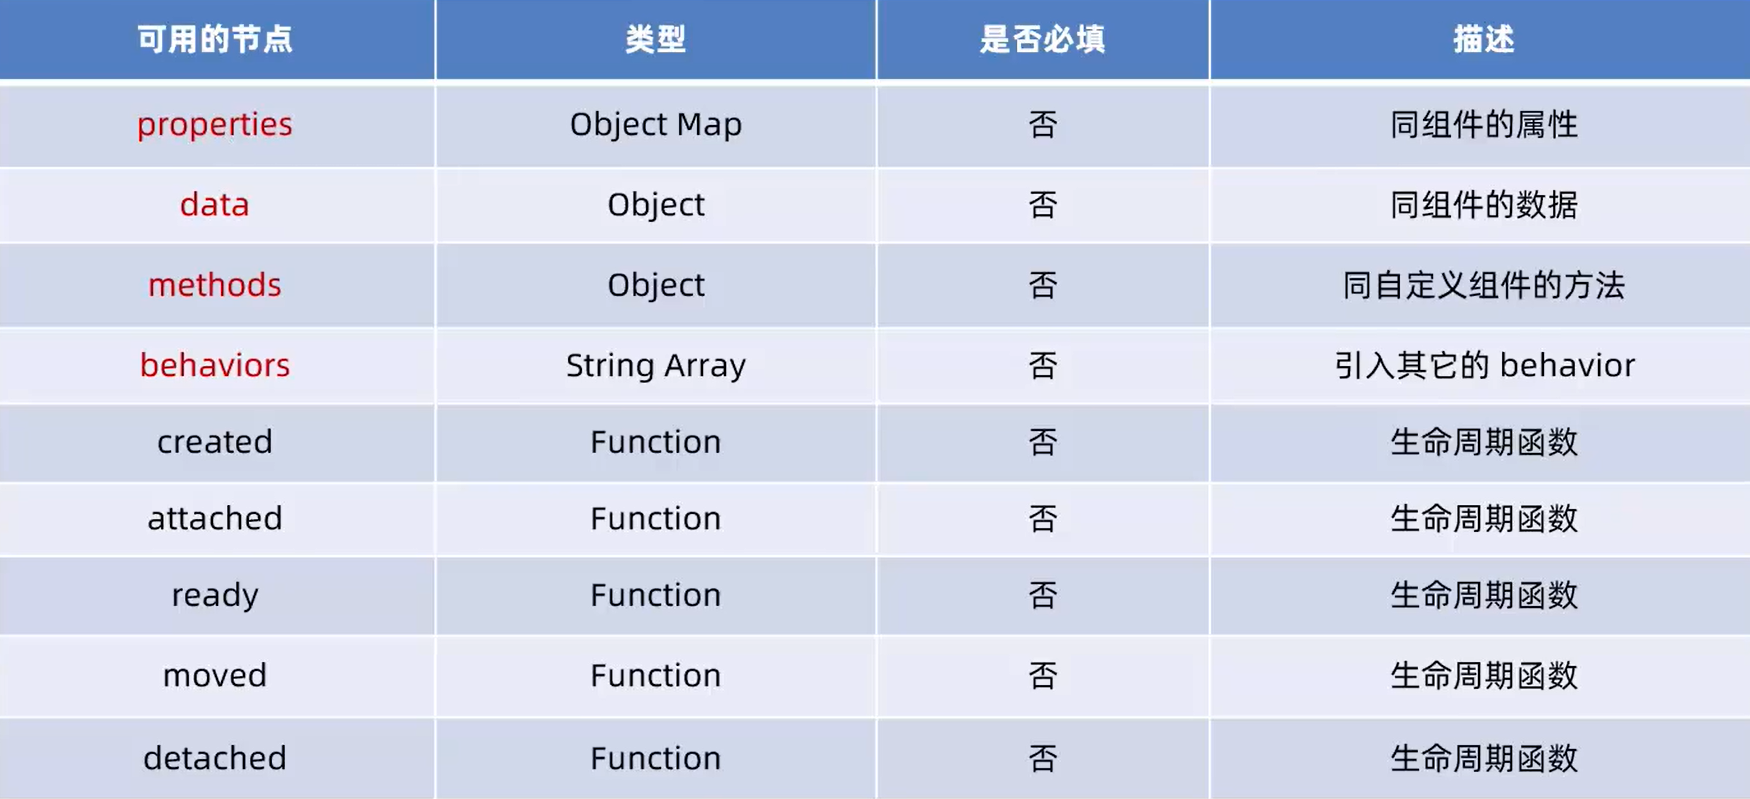 可用的节点 类型 是否必填 描述
properties Object Map 否 同组件的属性
data Object 否 同组件的数据
methods Object 否 同自定义组件的方法
behaviors String Array 否 引入其它的 behavior
created Function 否 生命周期函数
attached Function 否 生命周期函数
ready Function 否 生命周期函数
moved Function 否 生命周期函数
detached Function 否 生命周期函数